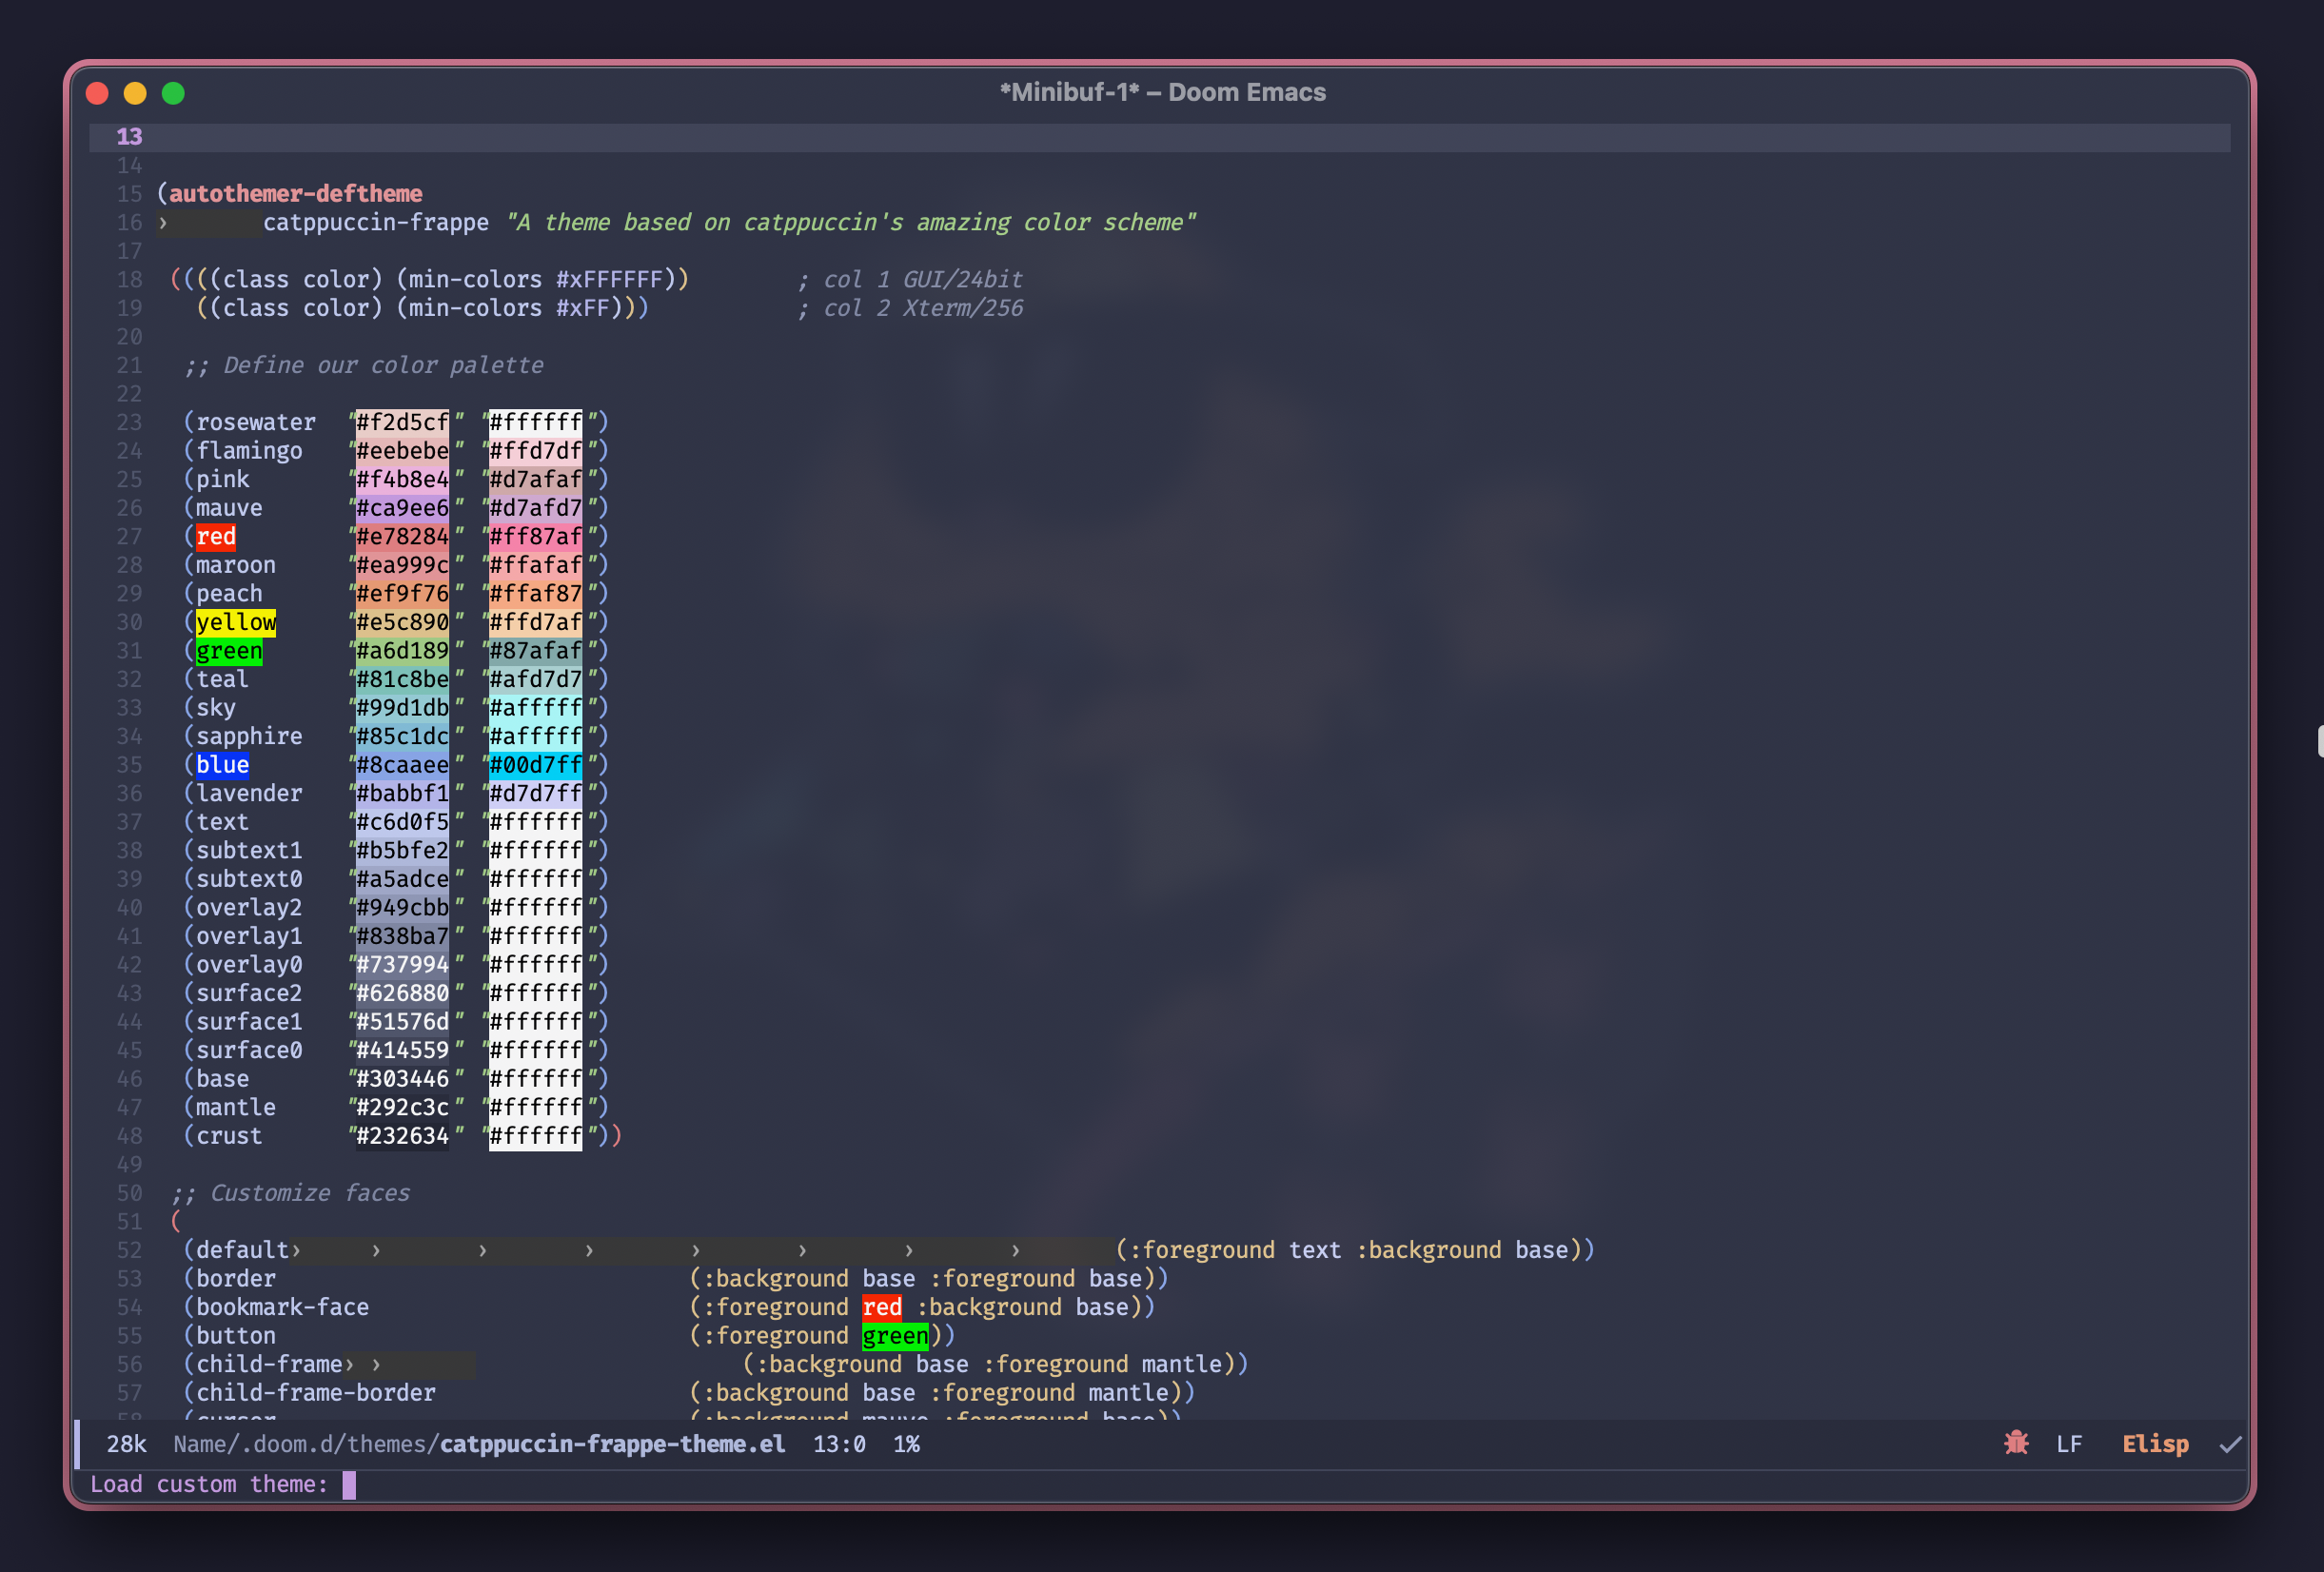 *Minibuf-1* – Doom Emacs
13
14
15 (autothemer-deftheme
16 › catppuccin-frappe "A theme based on catppuccin's amazing color scheme"
17
18 ((((class color) (min-colors #xFFFFFF)) ; col 1 GUI/24bit
19 ((class color) (min-colors #xFF))) ; col 2 Xterm/256
20
21 ;; Define our color palette
22
23 (rosewater "#f2d5cf" "#ffffff")
24 (flamingo "#eebebe" "#ffd7df")
25 (pink "#f4b8e4" "#d7afaf")
26 (mauve "#ca9ee6" "#d7afd7")
27 (red "#e78284" "#ff87af")
28 (maroon "#ea999c" "#ffafaf")
29 (peach "#ef9f76" "#ffaf87")
30 (yellow "#e5c890" "#ffd7af")
31 (green "#a6d189" "#87afaf")
32 (teal "#81c8be" "#afd7d7")
33 (sky "#99d1db" "#afffff")
34 (sapphire "#85c1dc" "#afffff")
35 (blue "#8caaee" "#00d7ff")
36 (lavender "#babbf1" "#d7d7ff")
37 (text "#c6d0f5" "#ffffff")
38 (subtext1 "#b5bfe2" "#ffffff")
39 (subtext0 "#a5adce" "#ffffff")
40 (overlay2 "#949cbb" "#ffffff")
41 (overlay1 "#838ba7" "#ffffff")
42 (overlay0 "#737994" "#ffffff")
43 (surface2 "#626880" "#ffffff")
44 (surface1 "#51576d" "#ffffff")
45 (surface0 "#414559" "#ffffff")
46 (base "#303446" "#ffffff")
47 (mantle "#292c3c" "#ffffff")
48 (crust "#232634" "#ffffff"))
49
50 ;; Customize faces
51 (
52 (default› › › › › › › › (:foreground text :background base))
53 (border (:background base :foreground base))
54 (bookmark-face (:foreground red :background base))
55 (button (:foreground green))
56 (child-frame› › (:background base :foreground mantle))
57 (child-frame-border (:background base :foreground mantle))
58 (cursor (:background mauve :foreground base))
28k Name/.doom.d/themes/catppuccin-frappe-theme.el 13:0 1% LF Elisp ✓
Load custom theme: